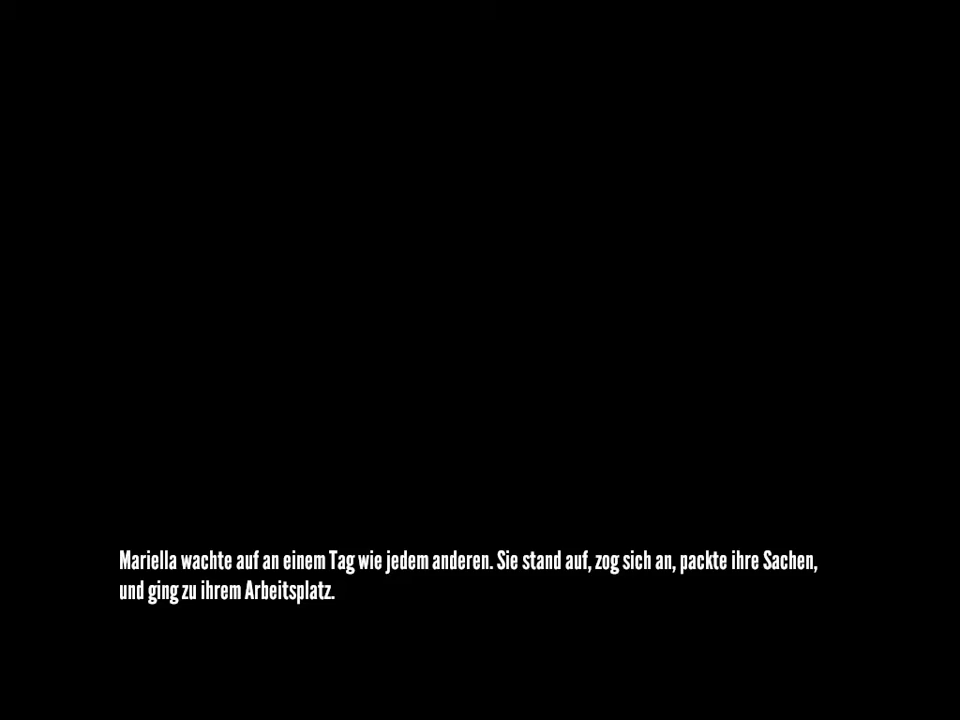 Mariella wachte auf an einem Tag wie jedem anderen. Sie stand auf, zog sich an, packte ihre Sachen,
und ging zu ihrem Arbeitsplatz.